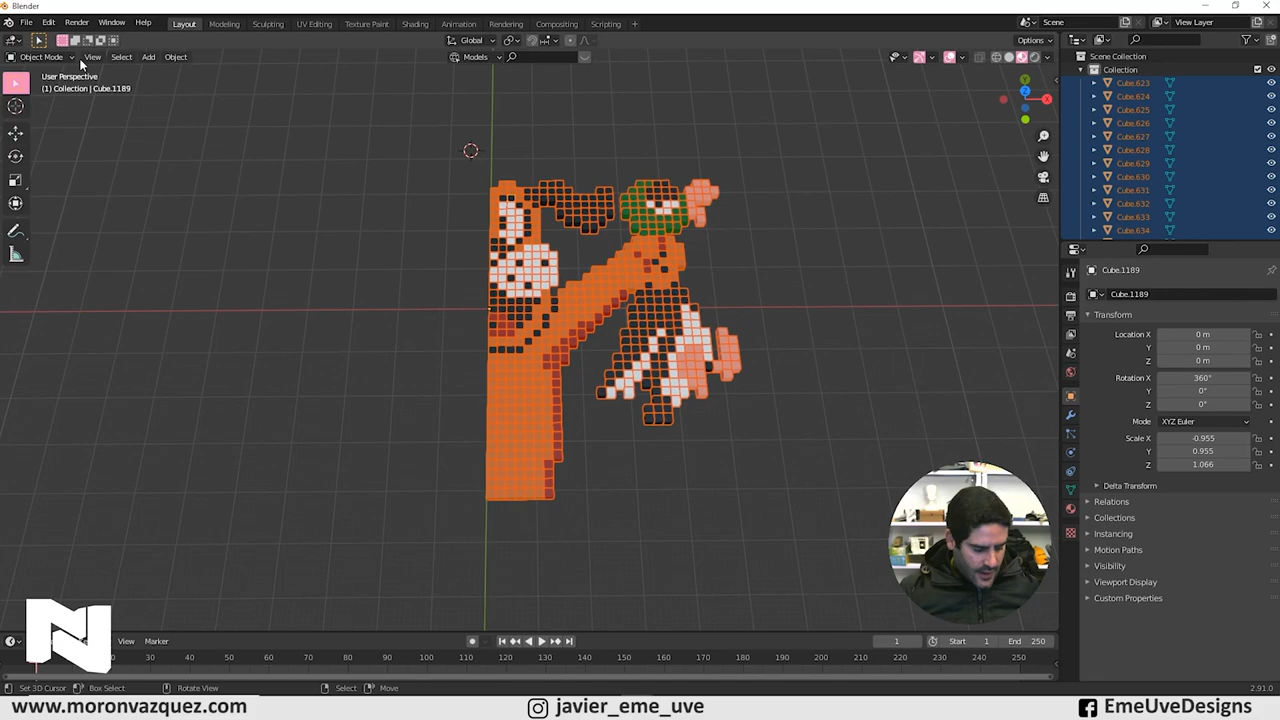 Blender
File Edit Render Window Help Layout Modeling Sculpting UV Editing Texture Paint Shading Animation Rendering Compositing Scripting + Scene View Layer
Global Options
Object Mode View Select Add Object Models
User Perspective
(1) Collection | Cube.1189
Scene Collection
Collection
Cube.623
Cube.624
Cube.625
Cube.626
Cube.627
Cube.628
Cube.629
Cube.630
Cube.631
Cube.632
Cube.633
Cube.634
Y
Z
X
Cube.1189
Cube.1189
Transform
Location X 0 m
Y 0 m
Z 0 m
Rotation X 360°
Y 0°
Z 0°
Mode XYZ Euler
Scale X -0.955
Y 0.955
Z 1.066
Delta Transform
Relations
Collections
Instancing
Motion Paths
Visibility
Viewport Display
Custom Properties
N
View Marker 1 Start 1 End 250
30 40 50 60 70 80 90 100 110 120 130 140 150 160 170 180 190 200 210 220 230 240 250
Set 3D Cursor Box Select Rotate View Select Move 2.91.0
www.moronvazquez.com javier_eme_uve EmeUveDesigns